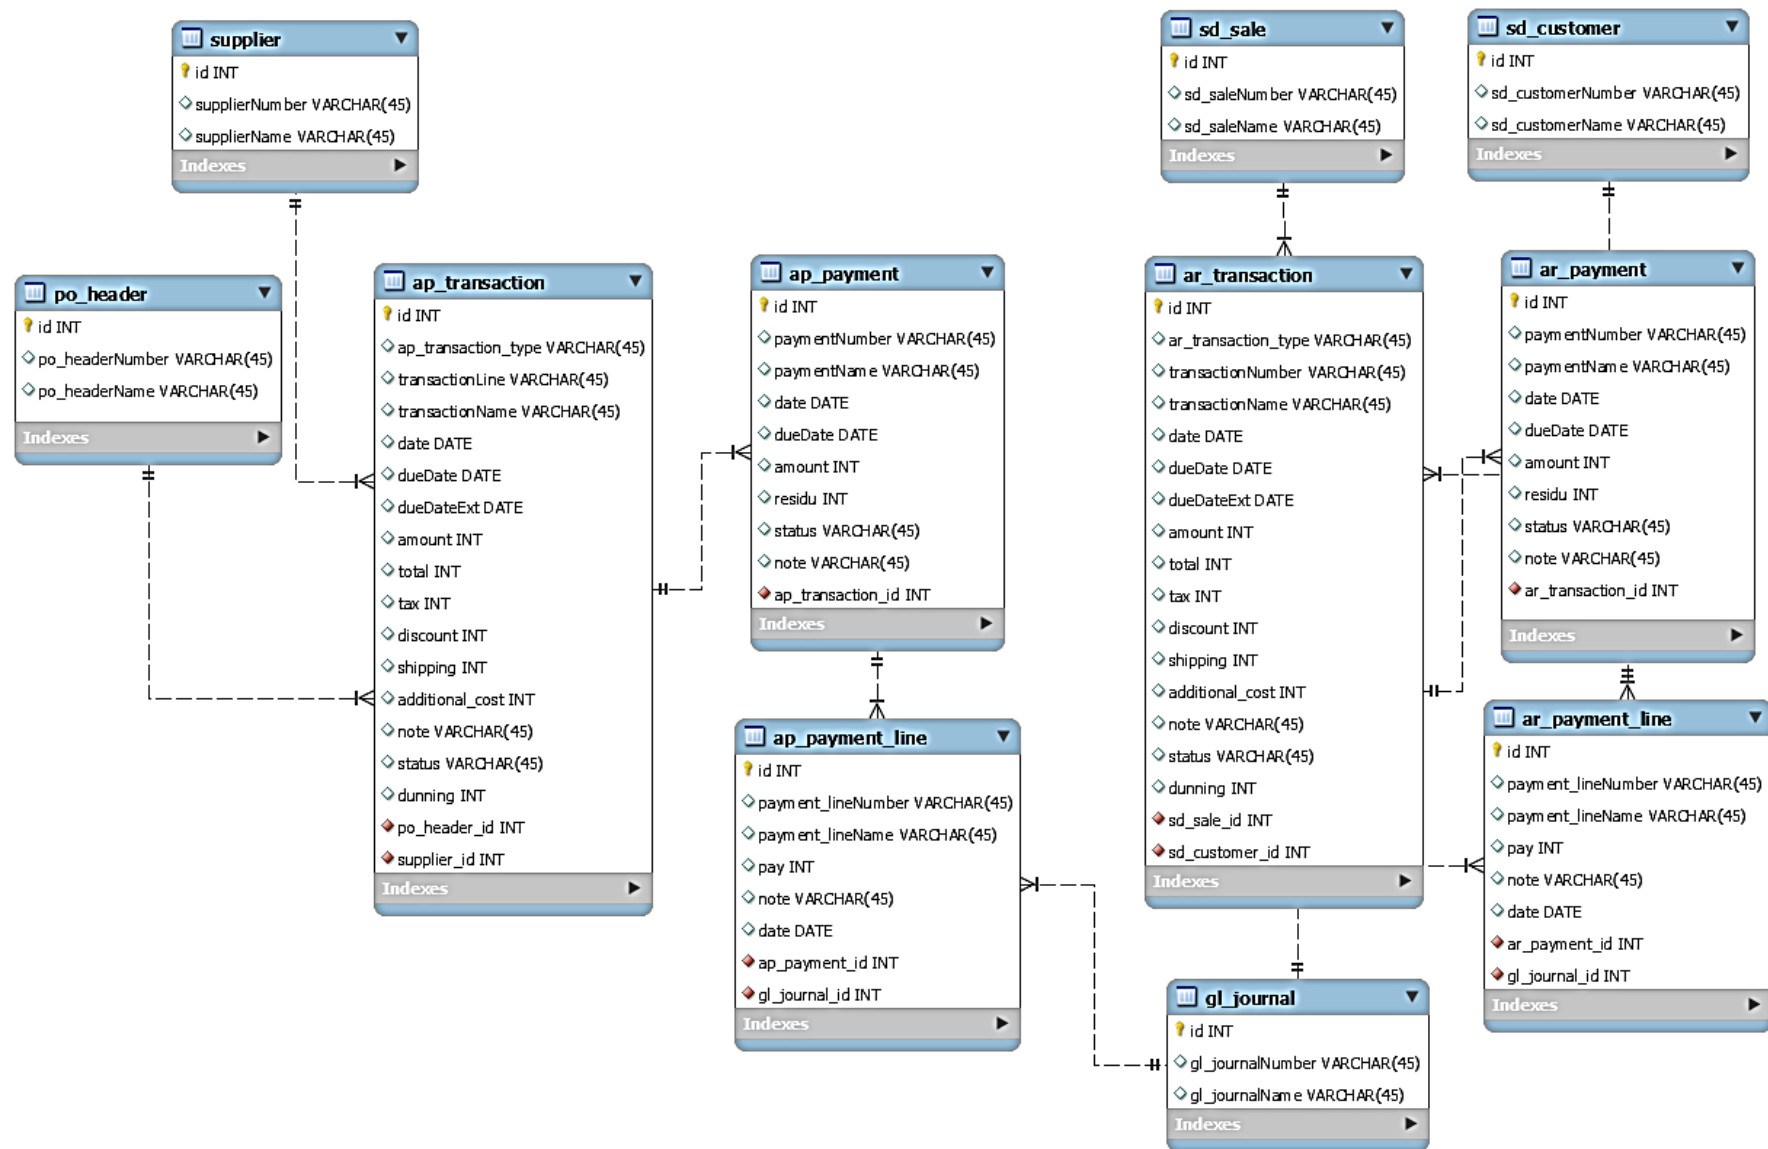 supplier
id INT
supplierNumber VARCHAR(45)
supplierName VARCHAR(45)
Indexes
sd_sale
id INT
sd_saleNumber VARCHAR(45)
sd_saleName VARCHAR(45)
Indexes
sd_customer
id INT
sd_customerNumber VARCHAR(45)
sd_customerName VARCHAR(45)
Indexes
po_header
id INT
po_headerNumber VARCHAR(45)
po_headerName VARCHAR(45)
Indexes
ap_transaction
id INT
ap_transaction_type VARCHAR(45)
transactionLine VARCHAR(45)
transactionName VARCHAR(45)
date DATE
dueDate DATE
dueDateExt DATE
amount INT
total INT
tax INT
discount INT
shipping INT
additional_cost INT
note VARCHAR(45)
status VARCHAR(45)
dunning INT
po_header_id INT
supplier_id INT
Indexes
ap_payment
id INT
paymentNumber VARCHAR(45)
paymentName VARCHAR(45)
date DATE
dueDate DATE
amount INT
residu INT
status VARCHAR(45)
note VARCHAR(45)
ap_transaction_id INT
Indexes
ar_transaction
id INT
ar_transaction_type VARCHAR(45)
transactionNumber VARCHAR(45)
transactionName VARCHAR(45)
date DATE
dueDate DATE
dueDateExt DATE
amount INT
total INT
tax INT
discount INT
shipping INT
additional_cost INT
note VARCHAR(45)
status VARCHAR(45)
dunning INT
sd_sale_id INT
sd_customer_id INT
Indexes
ar_payment
id INT
paymentNumber VARCHAR(45)
paymentName VARCHAR(45)
date DATE
dueDate DATE
amount INT
residu INT
status VARCHAR(45)
note VARCHAR(45)
ar_transaction_id INT
Indexes
ap_payment_line
id INT
payment_lineNumber VARCHAR(45)
payment_lineName VARCHAR(45)
pay INT
note VARCHAR(45)
date DATE
ap_payment_id INT
gl_journal_id INT
Indexes
ar_payment_line
id INT
payment_lineNumber VARCHAR(45)
payment_lineName VARCHAR(45)
pay INT
note VARCHAR(45)
date DATE
ar_payment_id INT
gl_journal_id INT
Indexes
gl_journal
id INT
gl_journalNumber VARCHAR(45)
gl_journalName VARCHAR(45)
Indexes